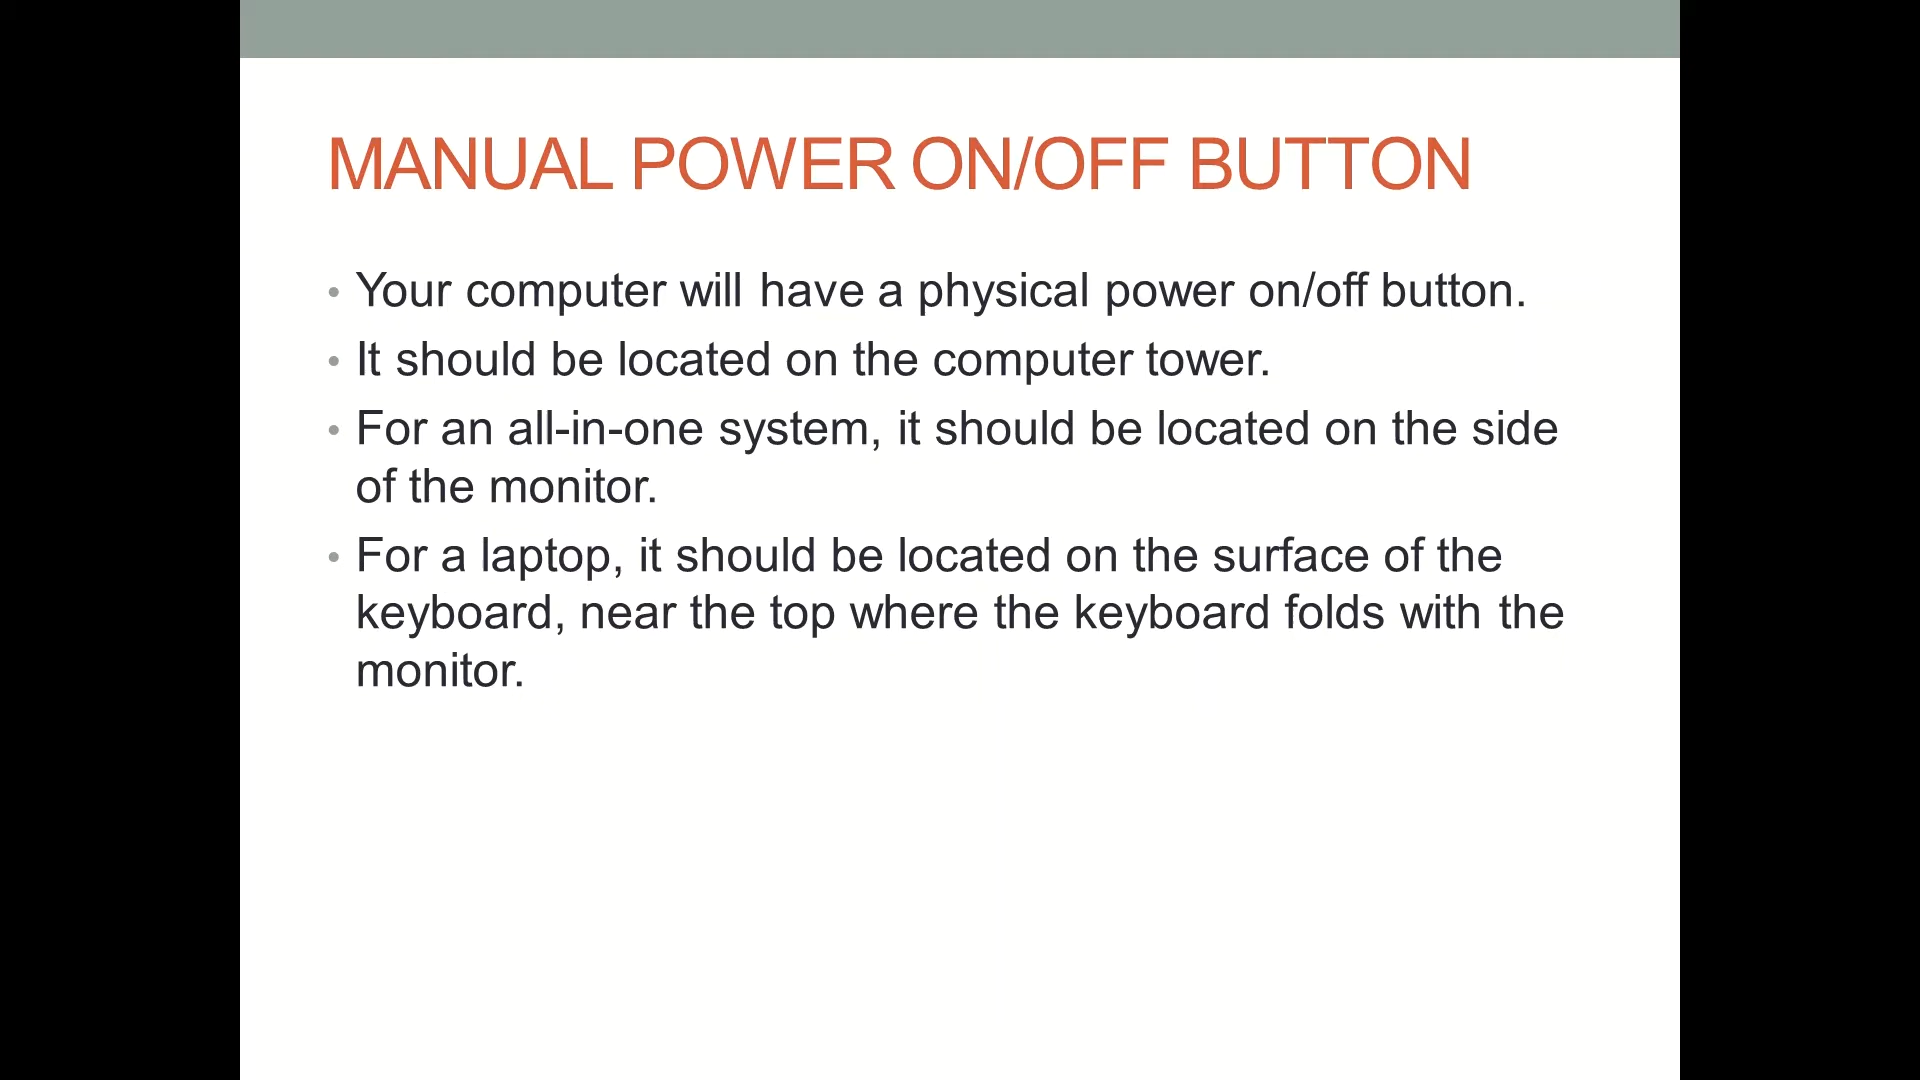 MANUAL POWER ON/OFF BUTTON
• Your computer will have a physical power on/off button.
• It should be located on the computer tower.
• For an all-in-one system, it should be located on the side
of the monitor.
• For a laptop, it should be located on the surface of the
keyboard, near the top where the keyboard folds with the
monitor.